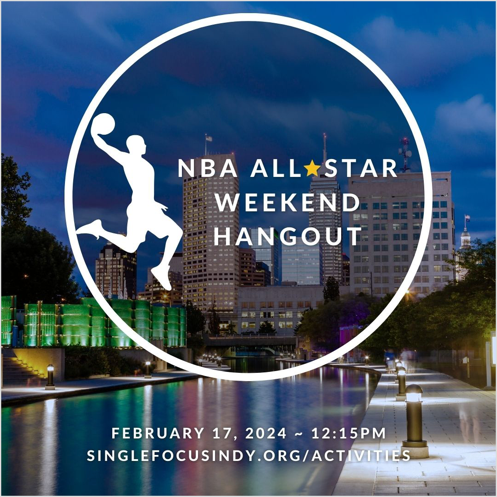 NBA ALL★STAR
WEEKEND
HANGOUT
FEBRUARY 17, 2024 ~ 12:15PM
SINGLEFOCUSINDY.ORG/ACTIVITIES